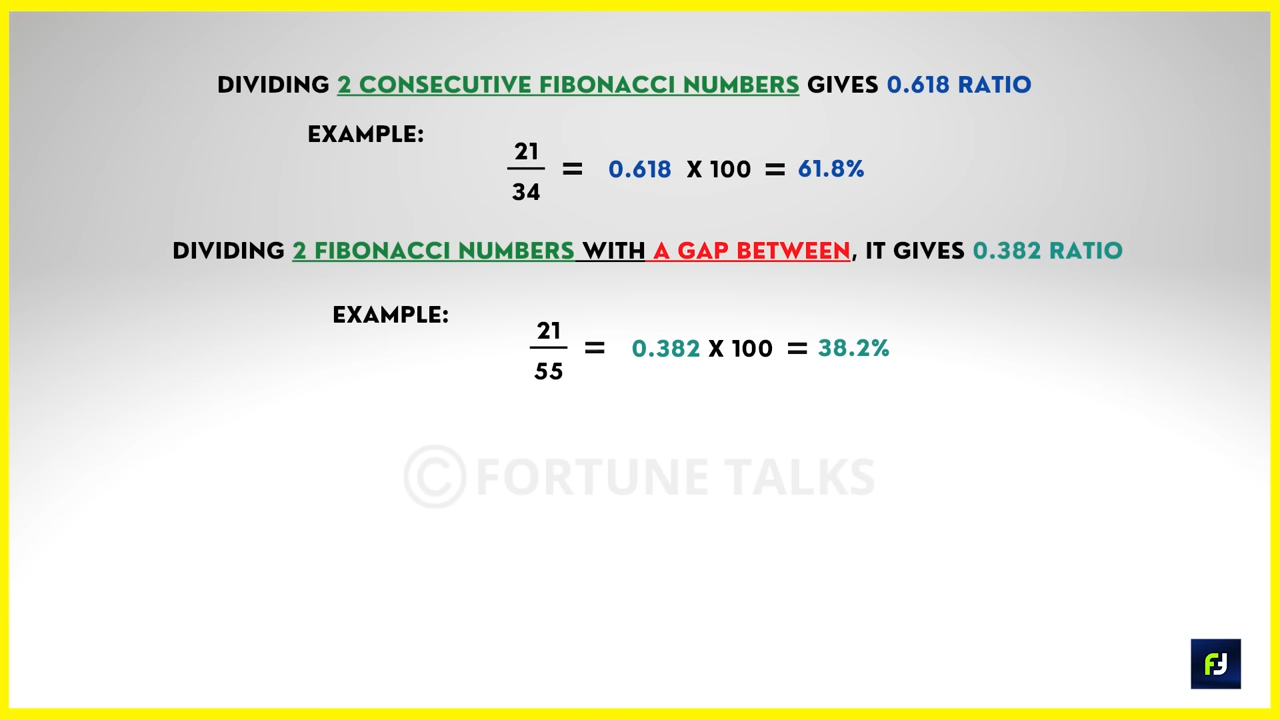 DIVIDING 2 CONSECUTIVE FIBONACCI NUMBERS GIVES 0.618 RATIO
EXAMPLE:
21
34
= 0.618 X 100 = 61.8%
DIVIDING 2 FIBONACCI NUMBERS WITH A GAP BETWEEN, IT GIVES 0.382 RATIO
EXAMPLE:
21
55
= 0.382 X 100 = 38.2%
© FORTUNE TALKS